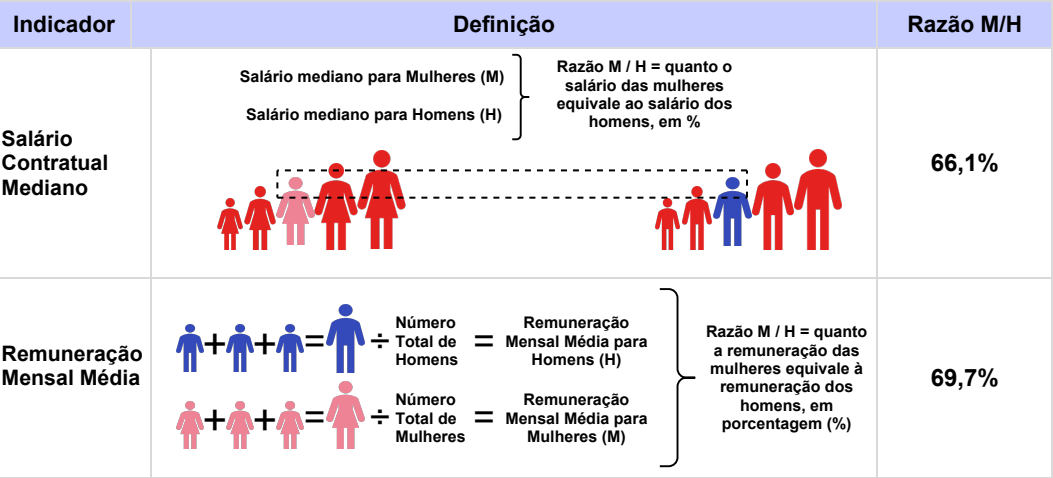 Indicador
Definição
Razão M/H
Salário
Contratual
Mediano
Salário mediano para Mulheres (M)
Salário mediano para Homens (H)
Razão M / H = quanto o
salário das mulheres
equivale ao salário dos
homens, em %
66,1%
Remuneração
Mensal Média
+ + = ÷
Número
Total de
Homens
=
Remuneração
Mensal Média para
Homens (H)
+ + = ÷
Número
Total de
Mulheres
=
Remuneração
Mensal Média para
Mulheres (M)
Razão M / H = quanto
a remuneração das
mulheres equivale à
remuneração dos
homens, em
porcentagem (%)
69,7%